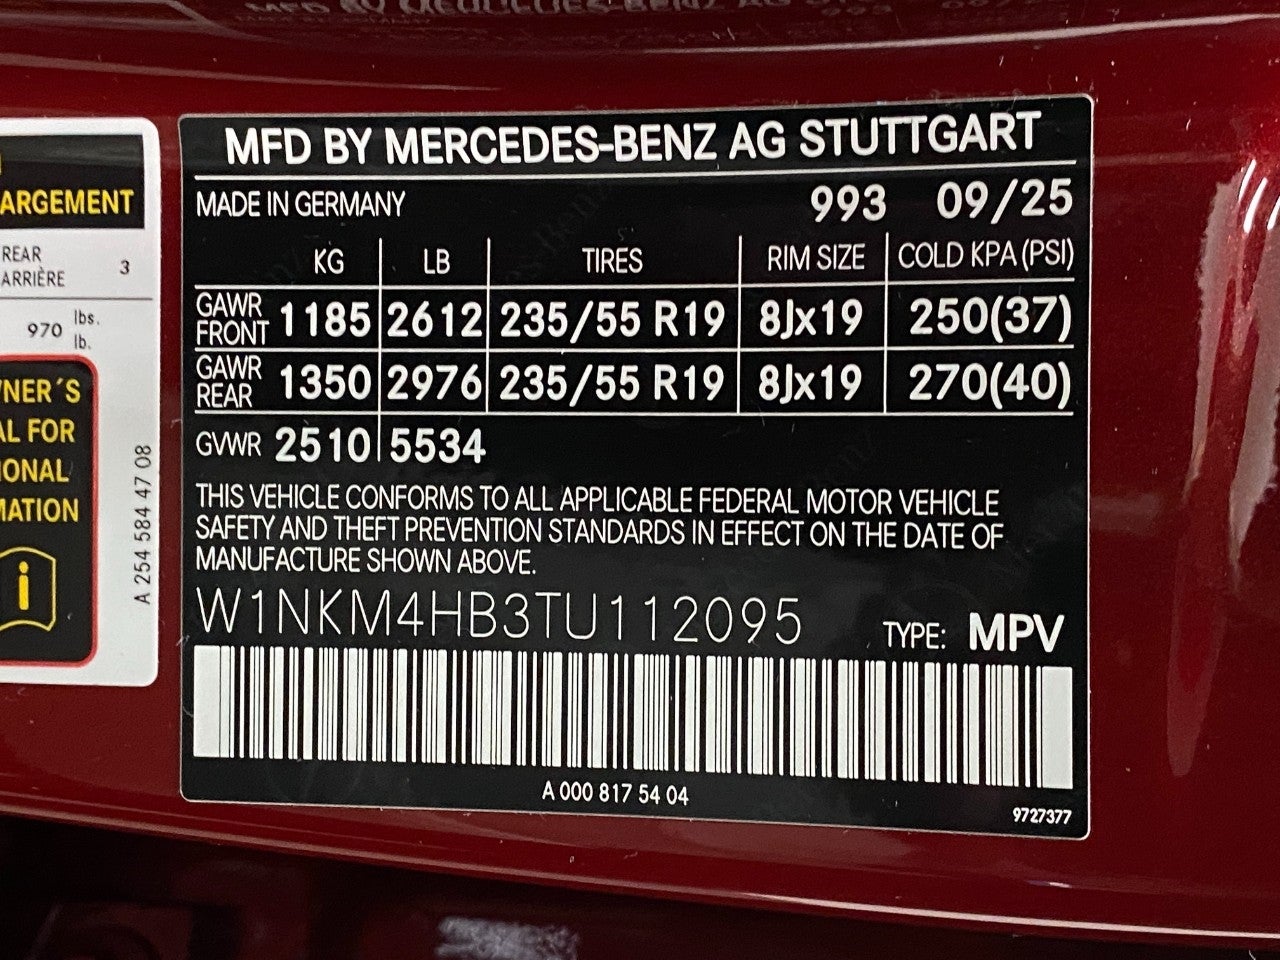 MFD BY MERCEDES-BENZ AG STUTTGART
MADE IN GERMANY 993 09/25
KG LB TIRES RIM SIZE COLD KPA (PSI)
GAWR FRONT 1185 2612 235/55 R19 8Jx19 250(37)
GAWR REAR 1350 2976 235/55 R19 8Jx19 270(40)
GVWR 2510 5534
THIS VEHICLE CONFORMS TO ALL APPLICABLE FEDERAL MOTOR VEHICLE
SAFETY AND THEFT PREVENTION STANDARDS IN EFFECT ON THE DATE OF
MANUFACTURE SHOWN ABOVE.
W1NKM4HB3TU112095 TYPE: MPV
A 000 817 54 04
9727377
ARGEMENT
REAR
ARRIÈRE 3
970 lbs.
lb.
NER´S
AL FOR
IONAL
MATION
i
A 254 584 47 08